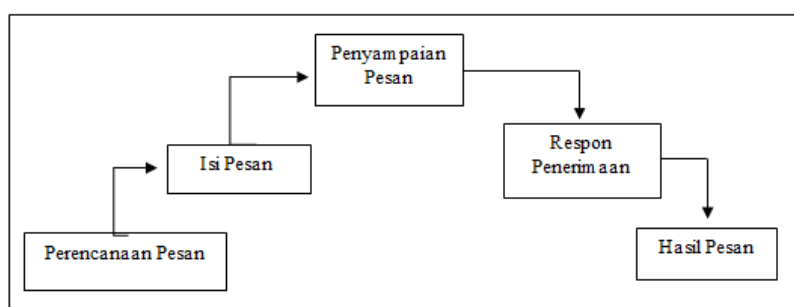 Penyampaian
Pesan
Respon
Penerimaan
Isi Pesan
Perencanaan Pesan
Hasil Pesan